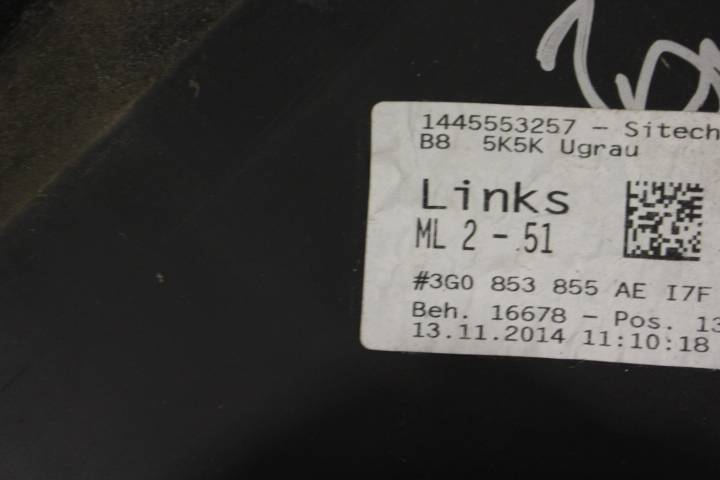 1445553257 - Sitech
B8 5K5K Ugrau
Links
ML 2 - 51
#3G0 853 855 AE I7F
Beh. 16678 - Pos. 13
13.11.2014 11:10:18